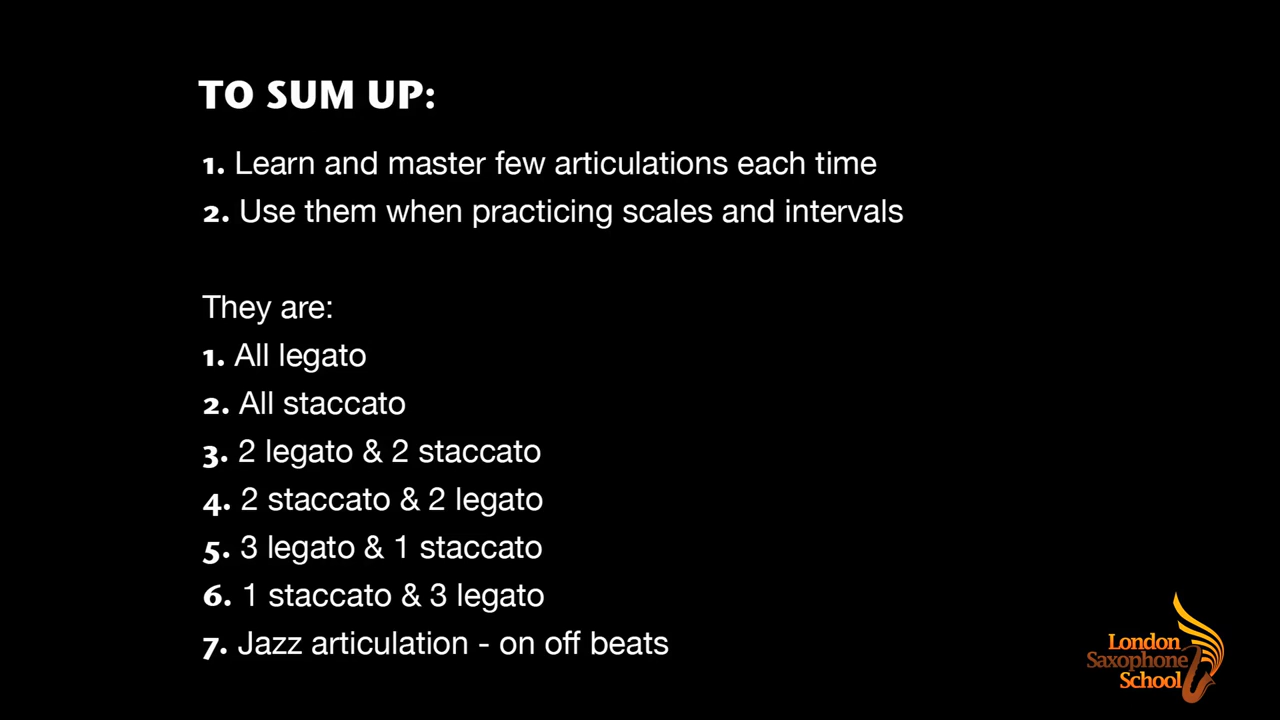 TO SUM UP:
1. Learn and master few articulations each time
2. Use them when practicing scales and intervals
They are:
1. All legato
2. All staccato
3. 2 legato & 2 staccato
4. 2 staccato & 2 legato
5. 3 legato & 1 staccato
6. 1 staccato & 3 legato
7. Jazz articulation - on off beats
London
Saxophone
School